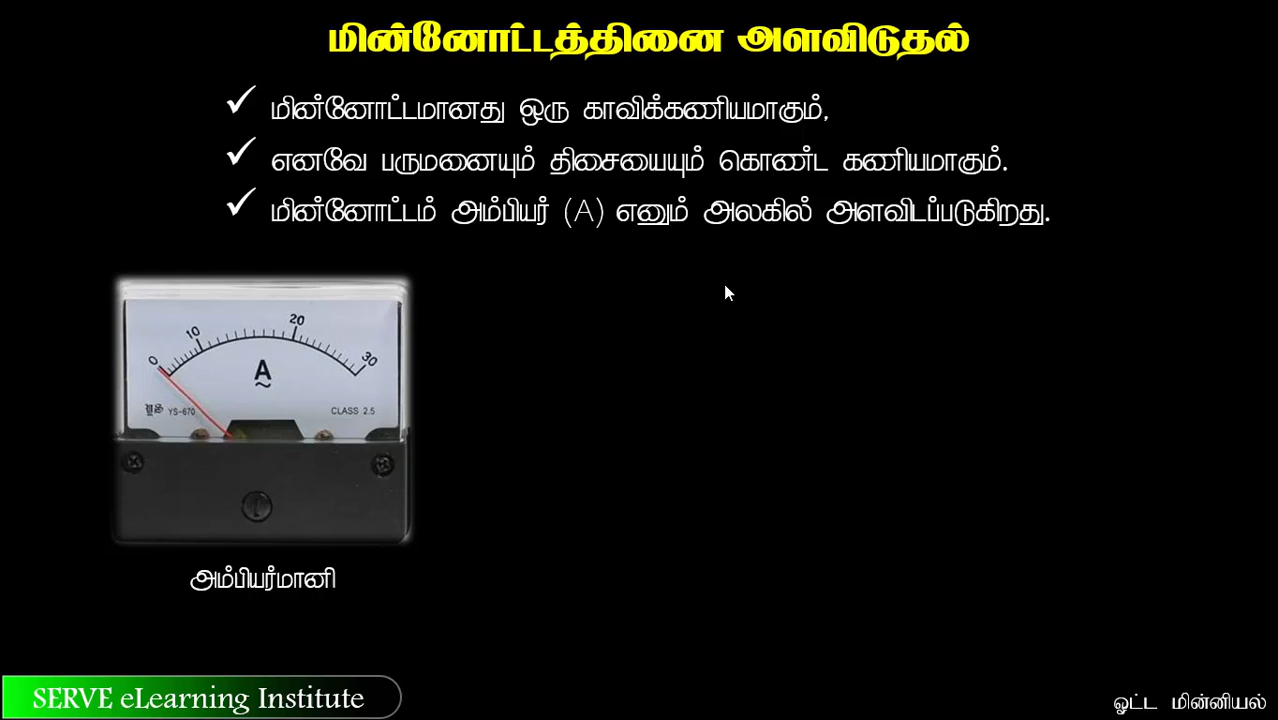 மின்னோட்டத்தினை அளவிடுதல்
✓ மின்னோட்டமானது ஒரு காவிக்கணியமாகும்,
✓ எனவே பருமனையும் திசையையும் கொண்ட கணியமாகும்.
✓ மின்னோட்டம் அம்பியர் (A) எனும் அலகில் அளவிடப்படுகிறது.
0 10 20 30
A
YS-670 CLASS 2.5
அம்பியர்மானி
SERVE eLearning Institute
ஓட்ட மின்னியல்